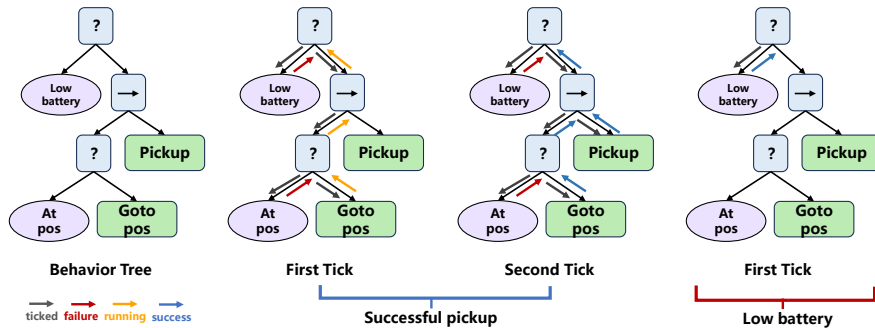 ?
Low
battery
→
?
Pickup
At
pos
Goto
pos
Behavior Tree
?
Low
battery
→
?
Pickup
At
pos
Goto
pos
First Tick
?
Low
battery
→
?
Pickup
At
pos
Goto
pos
Second Tick
?
Low
battery
→
?
Pickup
At
pos
Goto
pos
First Tick
ticked failure running success
Successful pickup
Low battery